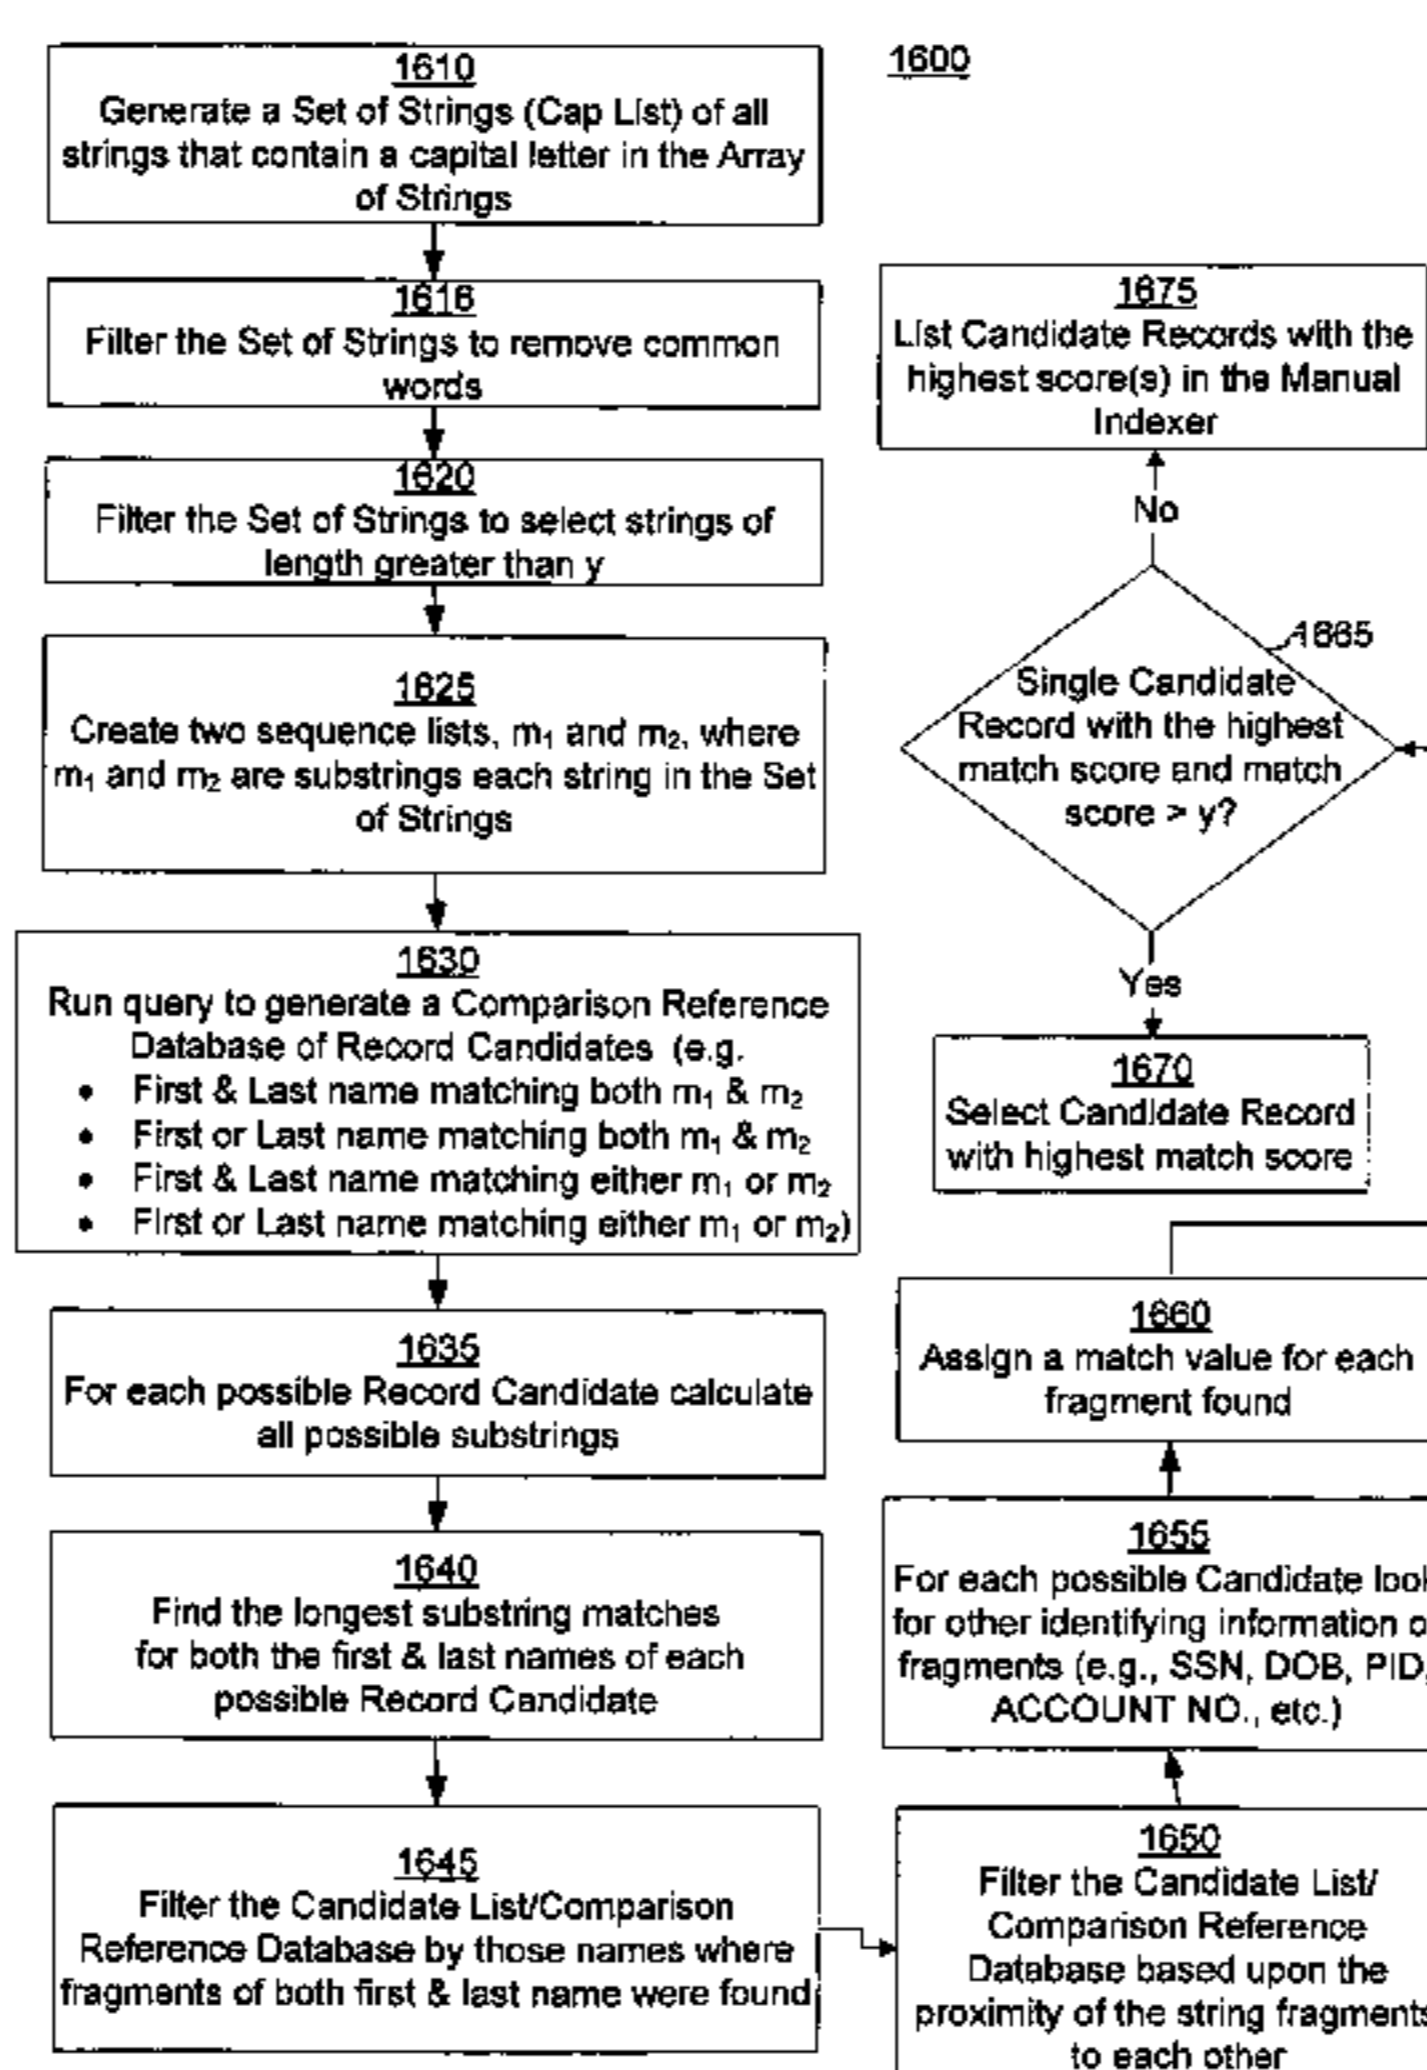 1600
1610
Generate a Set of Strings (Cap List) of all
strings that contain a capital letter in the Array
of Strings
1616
Filter the Set of Strings to remove common
words
1620
Filter the Set of Strings to select strings of
length greater than y
1625
Create two sequence lists, m₁ and m₂, where
m₁ and m₂ are substrings each string in the Set
of Strings
1630
Run query to generate a Comparison Reference
Database of Record Candidates (e.g.
• First & Last name matching both m₁ & m₂
• First or Last name matching both m₁ & m₂
• First & Last name matching either m₁ or m₂
• First or Last name matching either m₁ or m₂)
1635
For each possible Record Candidate calculate
all possible substrings
1640
Find the longest substring matches
for both the first & last names of each
possible Record Candidate
1645
Filter the Candidate List/Comparison
Reference Database by those names where
fragments of both first & last name were found
1650
Filter the Candidate List/
Comparison Reference
Database based upon the
proximity of the string fragments
to each other
1655
For each possible Candidate look
for other identifying information
fragments (e.g., SSN, DOB, PID,
ACCOUNT NO., etc.)
1660
Assign a match value for each
fragment found
1665
Single Candidate
Record with the highest
match score and match
score > y?
No
Yes
1670
Select Candidate Record
with highest match score
1675
List Candidate Records with the
highest score(s) in the Manual
Indexer